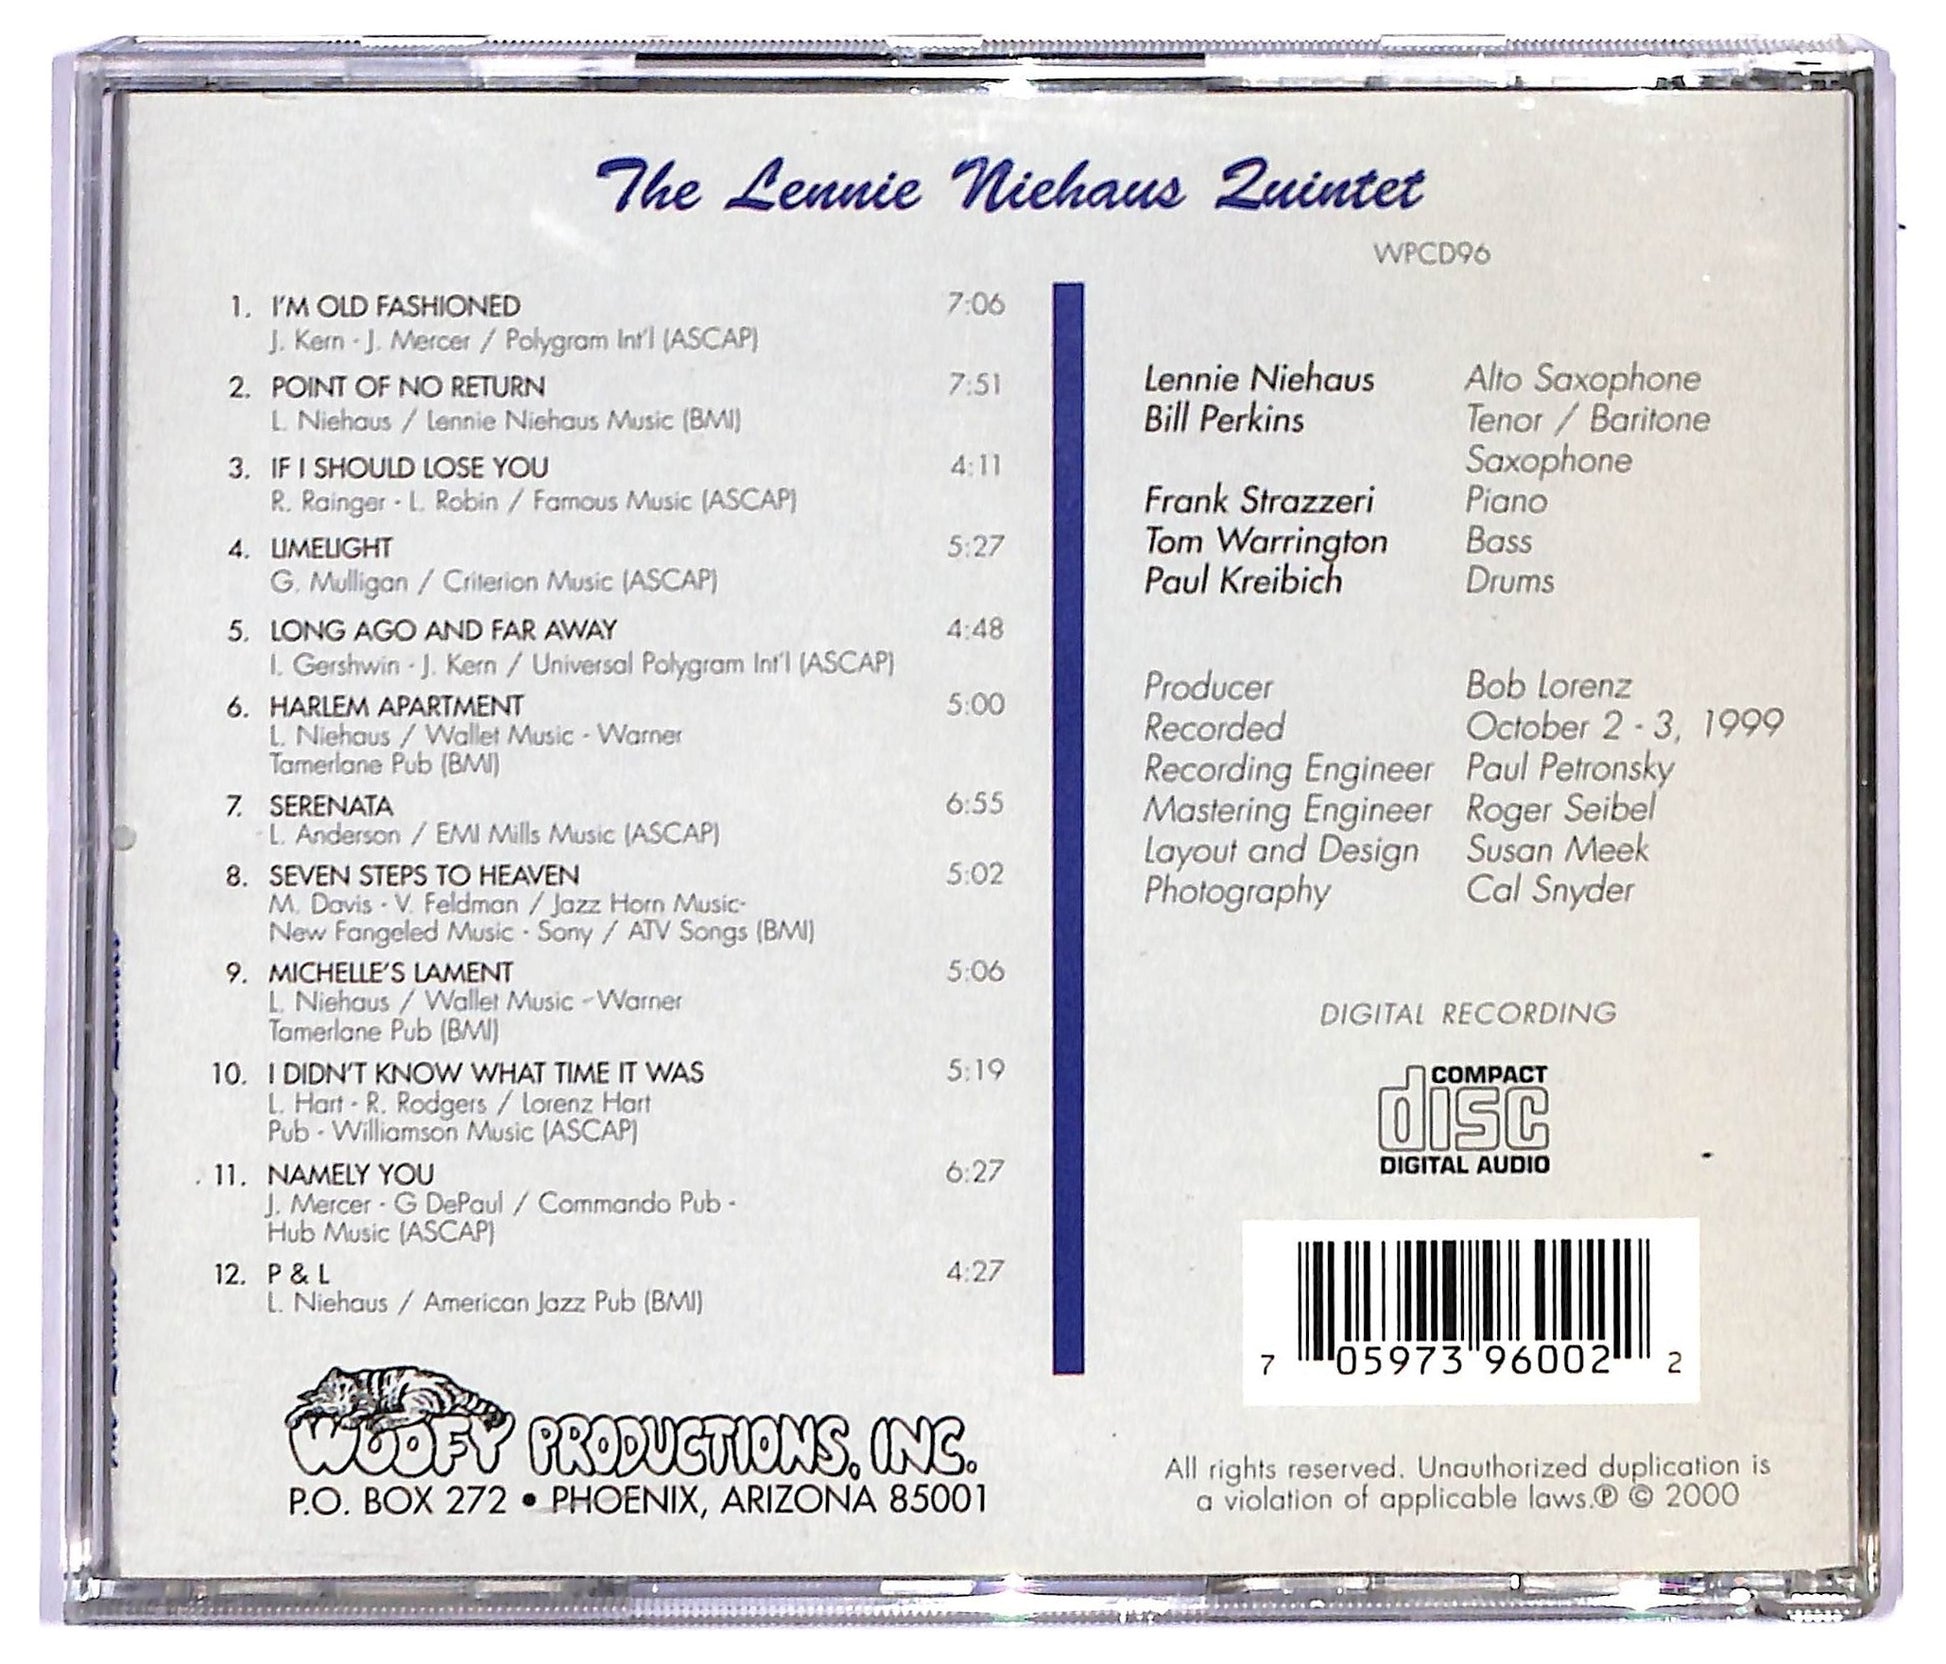 The Lennie Niehaus Quintet
WPCD96
1. I'M OLD FASHIONED 7:06
J. Kern - J. Mercer / Polygram Int'l (ASCAP)
2. POINT OF NO RETURN 7:51
L. Niehaus / Lennie Niehaus Music (BMI)
3. IF I SHOULD LOSE YOU 4:11
R. Rainger - L. Robin / Famous Music (ASCAP)
4. LIMELIGHT 5:27
G. Mulligan / Criterion Music (ASCAP)
5. LONG AGO AND FAR AWAY 4:48
I. Gershwin - J. Kern / Universal Polygram Int'l (ASCAP)
6. HARLEM APARTMENT 5:00
L. Niehaus / Wallet Music - Warner
Tamerlane Pub (BMI)
7. SERENATA 6:55
L. Anderson / EMI Mills Music (ASCAP)
8. SEVEN STEPS TO HEAVEN 5:02
M. Davis - V. Feldman / Jazz Horn Music-
New Fangeled Music - Sony / ATV Songs (BMI)
9. MICHELLE'S LAMENT 5:06
L. Niehaus / Wallet Music - Warner
Tamerlane Pub (BMI)
10. I DIDN'T KNOW WHAT TIME IT WAS 5:19
L. Hart - R. Rodgers / Lorenz Hart
Pub - Williamson Music (ASCAP)
11. NAMELY YOU 6:27
J. Mercer - G DePaul / Commando Pub -
Hub Music (ASCAP)
12. P & L 4:27
L. Niehaus / American Jazz Pub (BMI)
WOOFY PRODUCTIONS, INC.
P.O. BOX 272 • PHOENIX, ARIZONA 85001
Lennie Niehaus Alto Saxophone
Bill Perkins Tenor / Baritone
Saxophone
Frank Strazzeri Piano
Tom Warrington Bass
Paul Kreibich Drums
Producer Bob Lorenz
Recorded October 2 - 3, 1999
Recording Engineer Paul Petronsky
Mastering Engineer Roger Seibel
Layout and Design Susan Meek
Photography Cal Snyder
DIGITAL RECORDING
COMPACT
disc
DIGITAL AUDIO
7 05973 96002 2
All rights reserved. Unauthorized duplication is
a violation of applicable laws.℗ © 2000